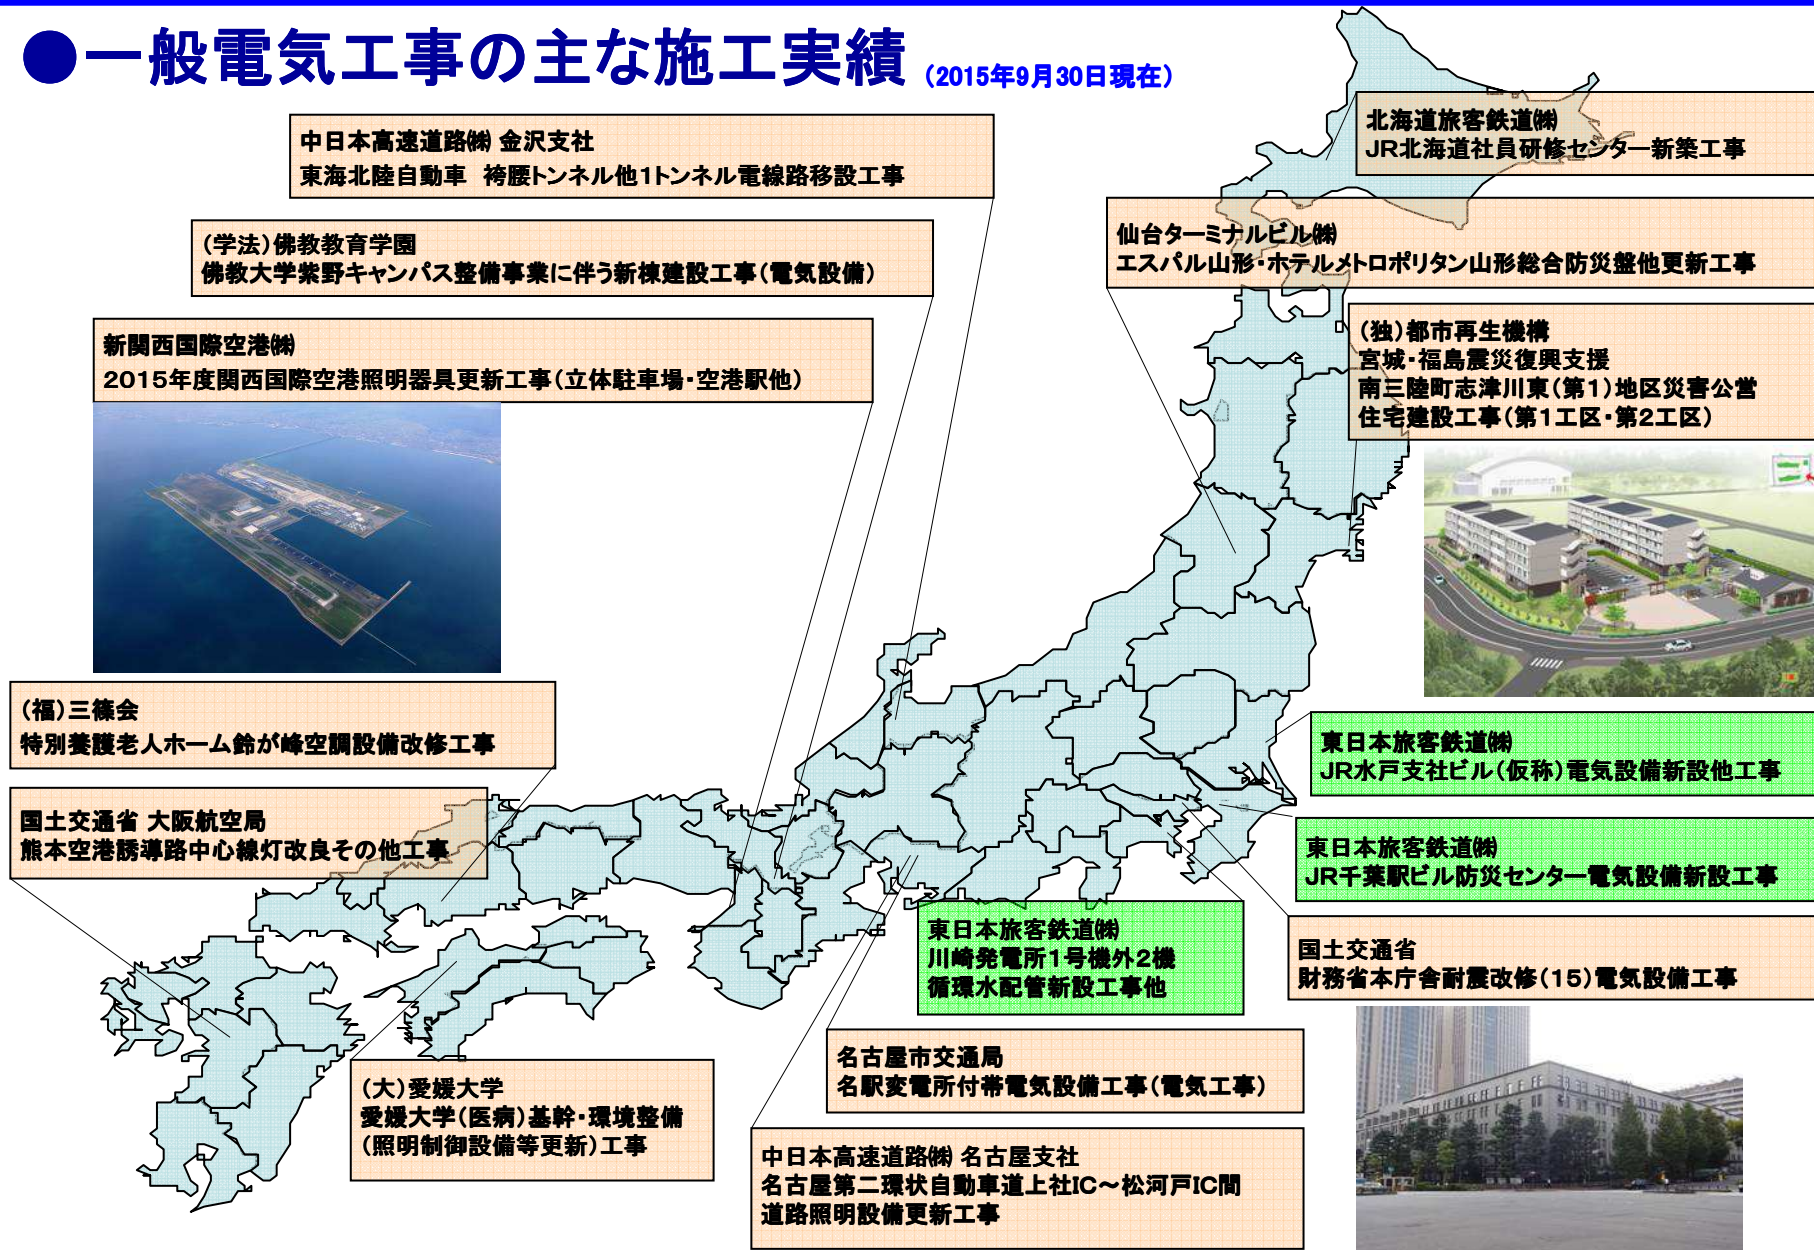 ●一般電気工事の主な施工実績 (2015年9月30日現在)
中日本高速道路㈱ 金沢支社
東海北陸自動車 袴腰トンネル他1トンネル電線路移設工事
(学法)佛教教育学園
佛教大学紫野キャンパス整備事業に伴う新棟建設工事(電気設備)
新関西国際空港㈱
2015年度関西国際空港照明器具更新工事(立体駐車場・空港駅他)
北海道旅客鉄道㈱
JR北海道社員研修センター新築工事
仙台ターミナルビル㈱
エスパル山形・ホテルメトロポリタン山形総合防災盤他更新工事
(独)都市再生機構
宮城・福島震災復興支援
南三陸町志津川東(第1)地区災害公営
住宅建設工事(第1工区・第2工区)
(福)三篠会
特別養護老人ホーム鈴が峰空調設備改修工事
国土交通省 大阪航空局
熊本空港誘導路中心線灯改良その他工事
東日本旅客鉄道㈱
JR水戸支社ビル(仮称)電気設備新設他工事
東日本旅客鉄道㈱
JR千葉駅ビル防災センター電気設備新設工事
東日本旅客鉄道㈱
川崎発電所1号機外2機
循環水配管新設工事他
国土交通省
財務省本庁舎耐震改修(15)電気設備工事
名古屋市交通局
名駅変電所付帯電気設備工事(電気工事)
(大)愛媛大学
愛媛大学(医病)基幹・環境整備
(照明制御設備等更新)工事
中日本高速道路㈱ 名古屋支社
名古屋第二環状自動車道上社IC～松河戸IC間
道路照明設備更新工事